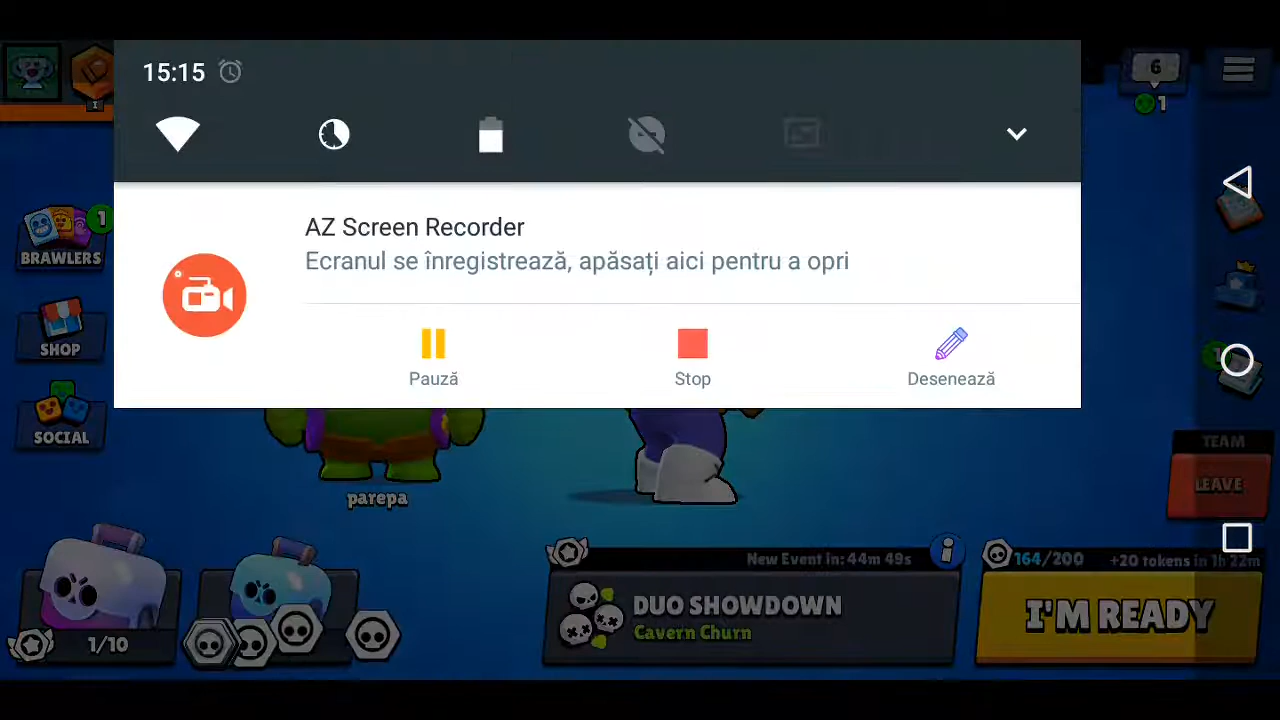 15:15
6
1
I
AZ Screen Recorder
Ecranul se înregistrează, apăsați aici pentru a opri
Pauză
Stop
Desenează
1
BRAWLERS
SHOP
SOCIAL
parepa
TEAM
LEAVE
1/10
New Event in: 44m 49s
i
DUO SHOWDOWN
Cavern Churn
164/200
+20 tokens in 1h 22m
I'M READY